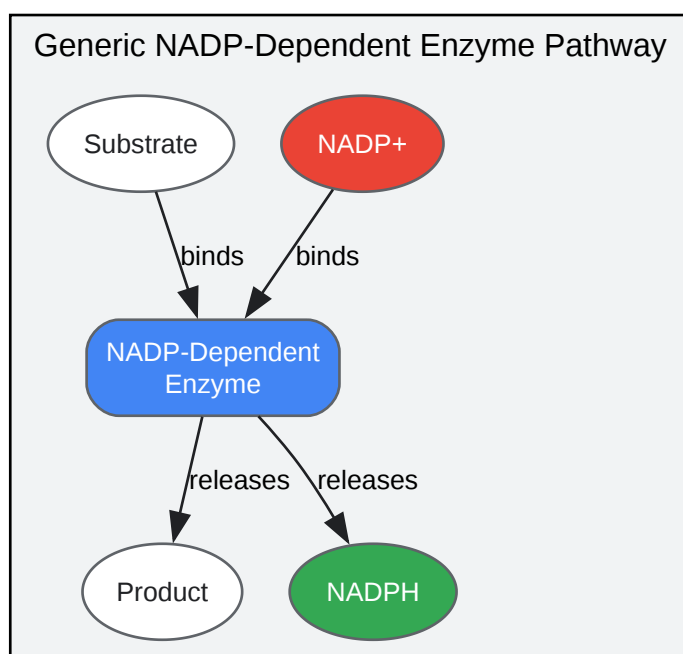 Generic NADP-Dependent Enzyme Pathway
Substrate
NADP+
binds
binds
NADP-Dependent
Enzyme
releases
releases
Product
NADPH